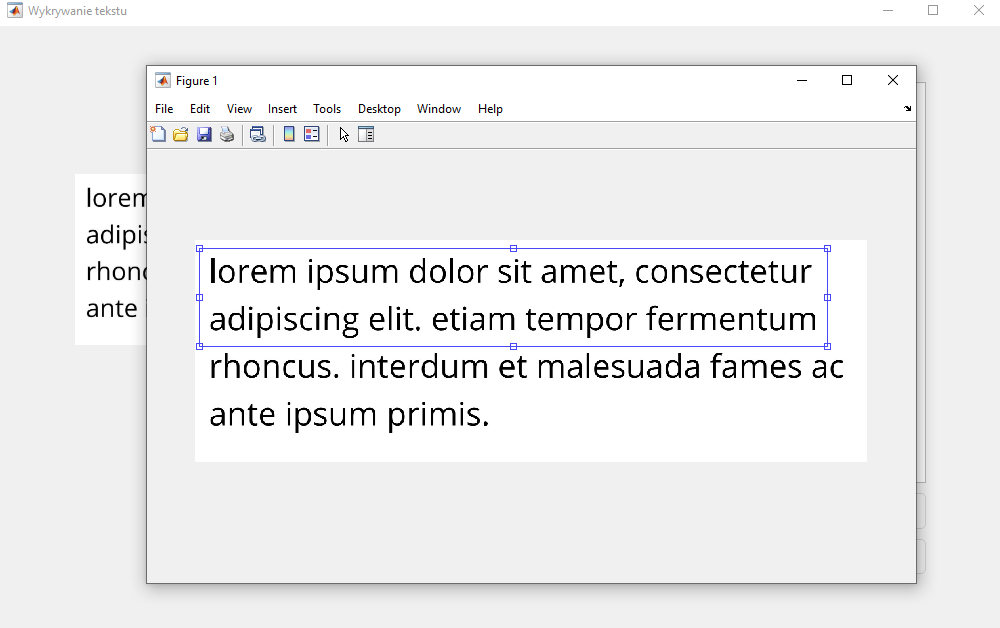 Wykrywanie tekstu
Figure 1
File Edit View Insert Tools Desktop Window Help
lorem
adipis
rhonc
ante i
lorem ipsum dolor sit amet, consectetur
adipiscing elit. etiam tempor fermentum
rhoncus. interdum et malesuada fames ac
ante ipsum primis.